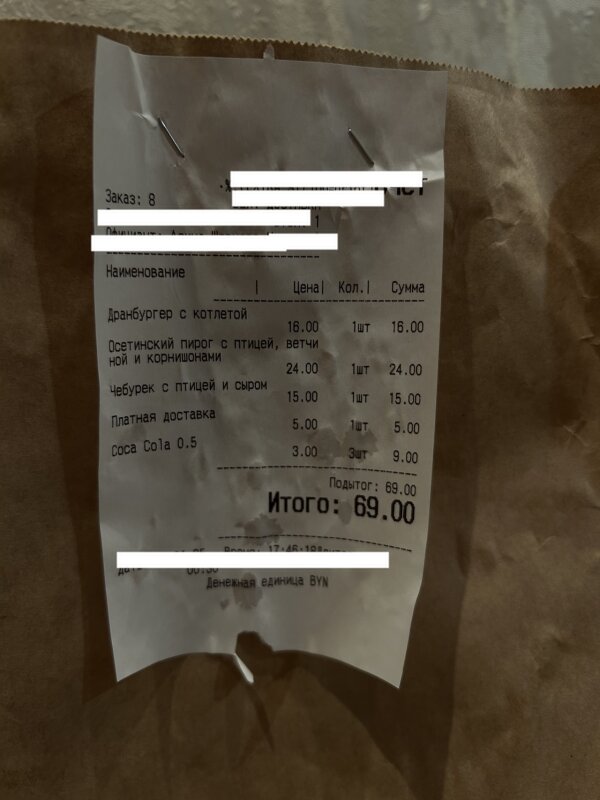 Заказ: 8
1
Наименование
| Цена| Кол.| Сумма
Дранбургер с котлетой
16.00 1шт 16.00
Осетинский пирог с птицей, ветчи
ной и корнишонами
24.00 1шт 24.00
Чебурек с птицей и сыром
15.00 1шт 15.00
Платная доставка
5.00 1шт 5.00
Coca Cola 0.5
3.00 3шт 9.00
Подытог: 69.00
Итого: 69.00
Денежная единица BYN